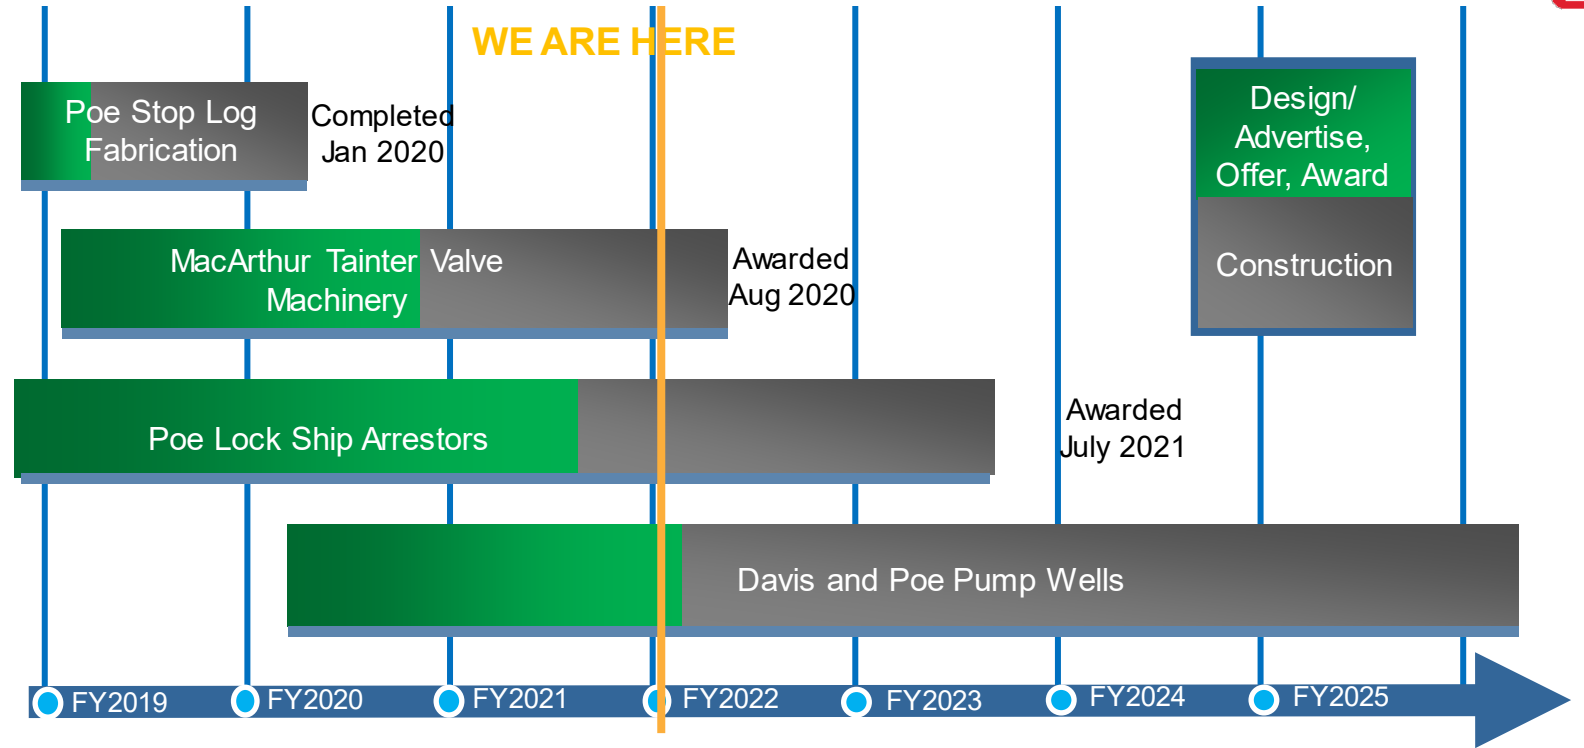 WE ARE HERE
Poe Stop Log
Fabrication
Completed
Jan 2020
Design/
Advertise,
Offer, Award
Construction
MacArthur Tainter Valve
Machinery
Awarded
Aug 2020
Poe Lock Ship Arrestors
Awarded
July 2021
Davis and Poe Pump Wells
FY2019
FY2020
FY2021
FY2022
FY2023
FY2024
FY2025